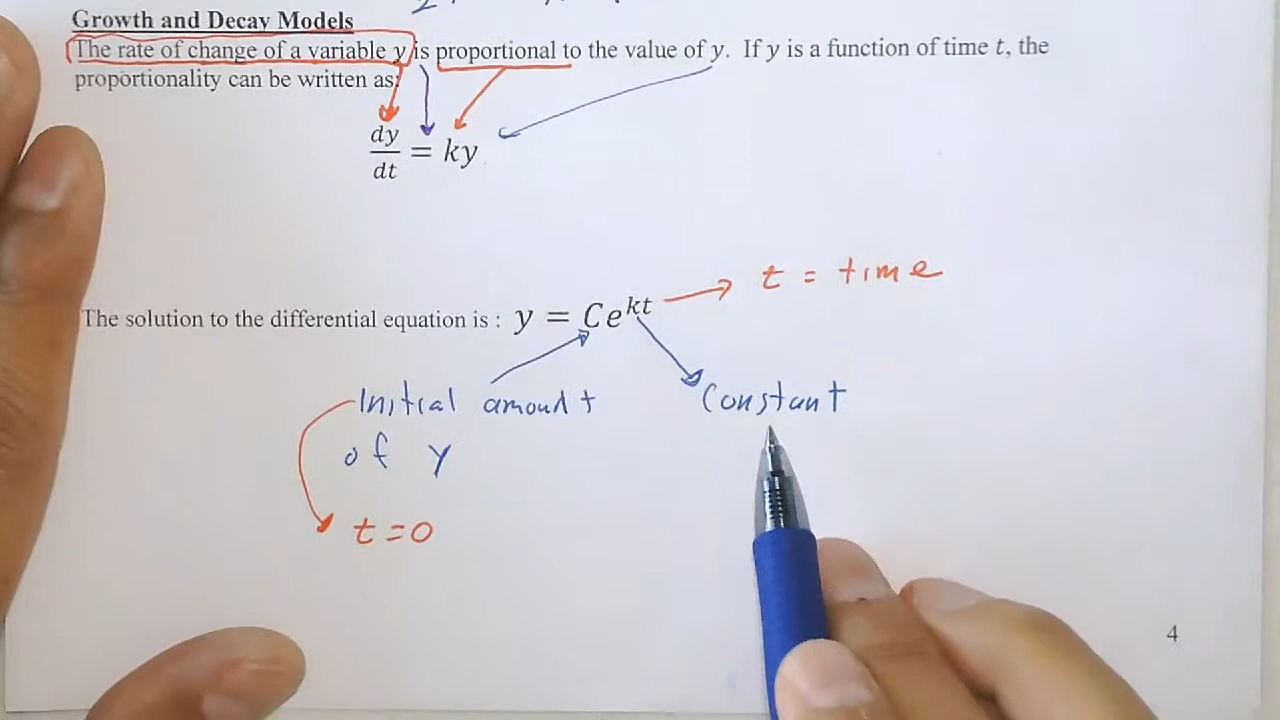 Growth and Decay Models
The rate of change of a variable y is proportional to the value of y. If y is a function of time t, the
proportionality can be written as:
dy/dt = ky
t = time
The solution to the differential equation is : y = Ce^{kt}
Initial amount
Constant
of y
t=0
4